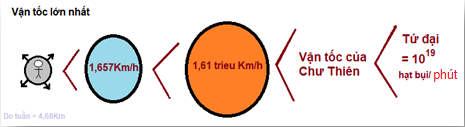 Vận tốc lớn nhất
1,657Km/h
1,61 trieu Km/h
Vận tốc của
Chư Thiên
Tứ đại
= 10¹⁹
hạt bụi/ phút
Do tuần = 4,68Km